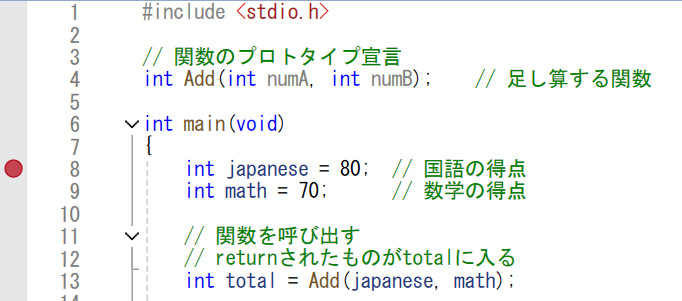 1 #include <stdio.h>
2
3 // 関数のプロトタイプ宣言
4 int Add(int numA, int numB);    // 足し算する関数
5
6 int main(void)
7 {
8     int japanese = 80;  // 国語の得点
9     int math = 70;      // 数学の得点
10
11     // 関数を呼び出す
12     // returnされたものがtotalに入る
13     int total = Add(japanese, math);